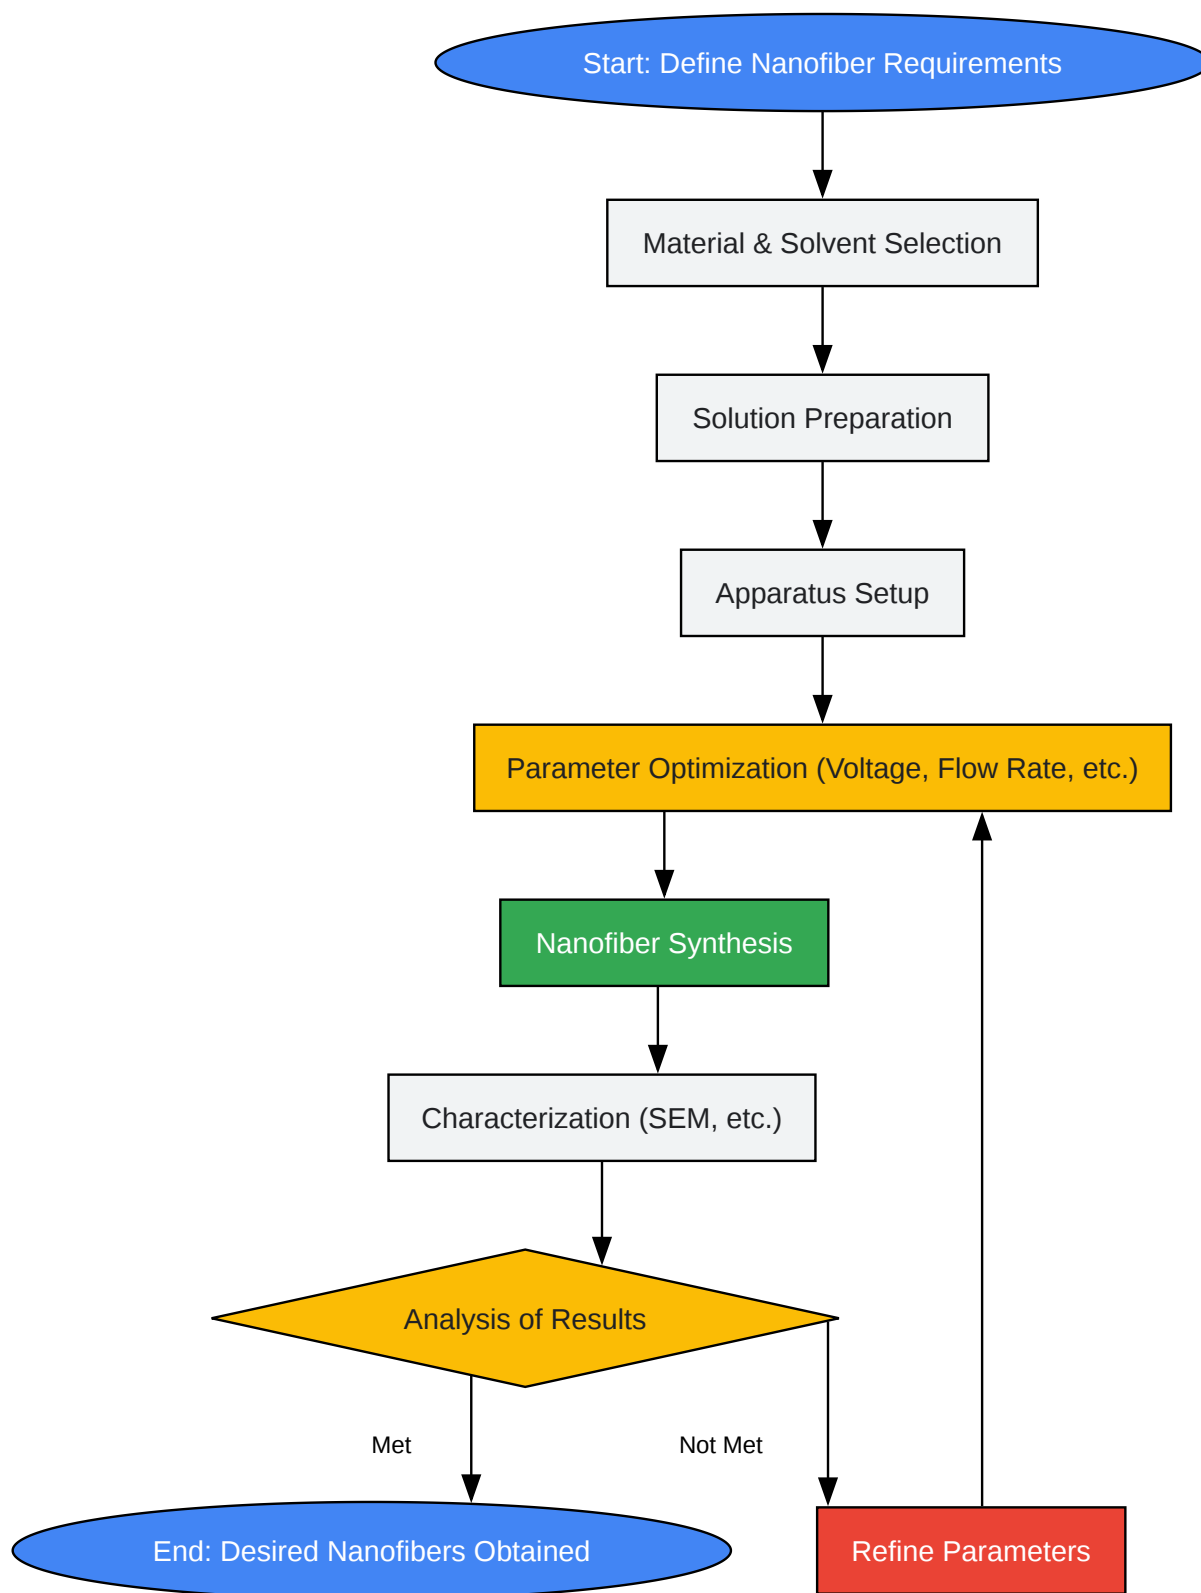 Start: Define Nanofiber Requirements
Material & Solvent Selection
Solution Preparation
Apparatus Setup
Parameter Optimization (Voltage, Flow Rate, etc.)
Nanofiber Synthesis
Characterization (SEM, etc.)
Analysis of Results
Met
Not Met
End: Desired Nanofibers Obtained
Refine Parameters